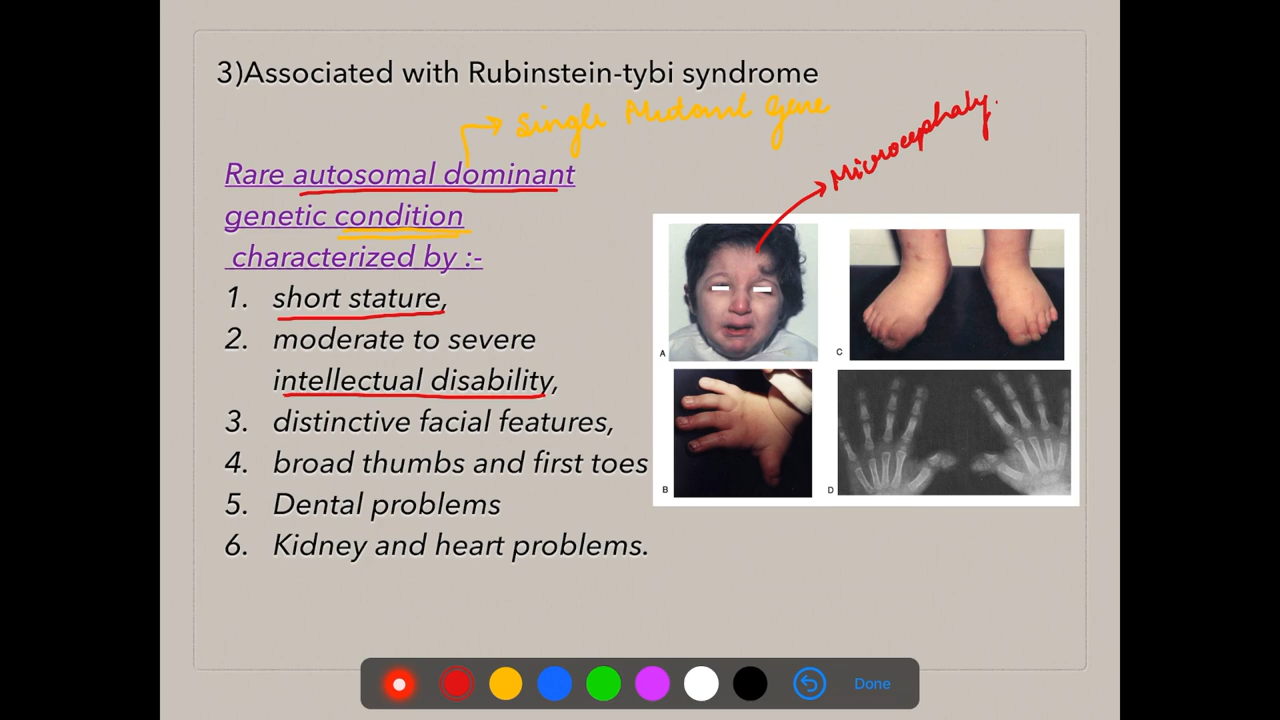 3)Associated with Rubinstein-tybi syndrome
Single Mutant Gene
Microcephaly.
Rare autosomal dominant
genetic condition
characterized by :-
1. short stature,
2. moderate to severe
intellectual disability,
3. distinctive facial features,
4. broad thumbs and first toes
5. Dental problems
6. Kidney and heart problems.
A
C
B
D
Done